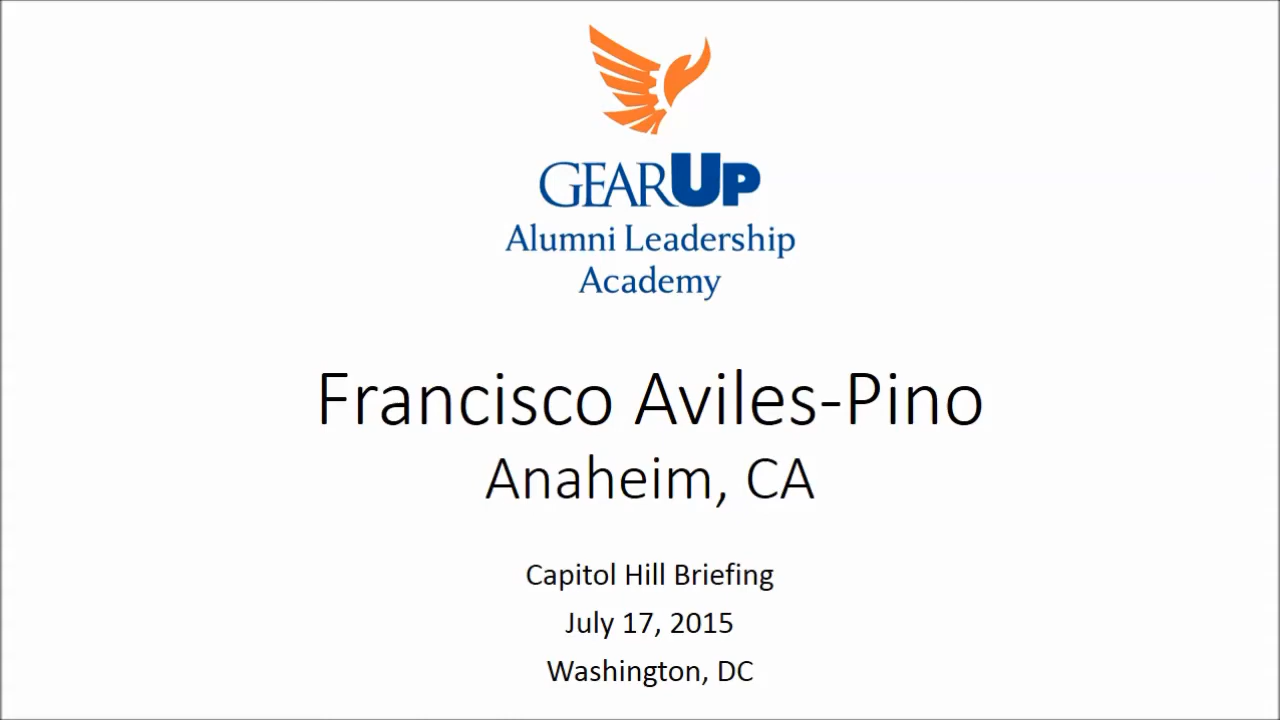 GEARUP
Alumni Leadership
Academy
Francisco Aviles-Pino
Anaheim, CA
Capitol Hill Briefing
July 17, 2015
Washington, DC